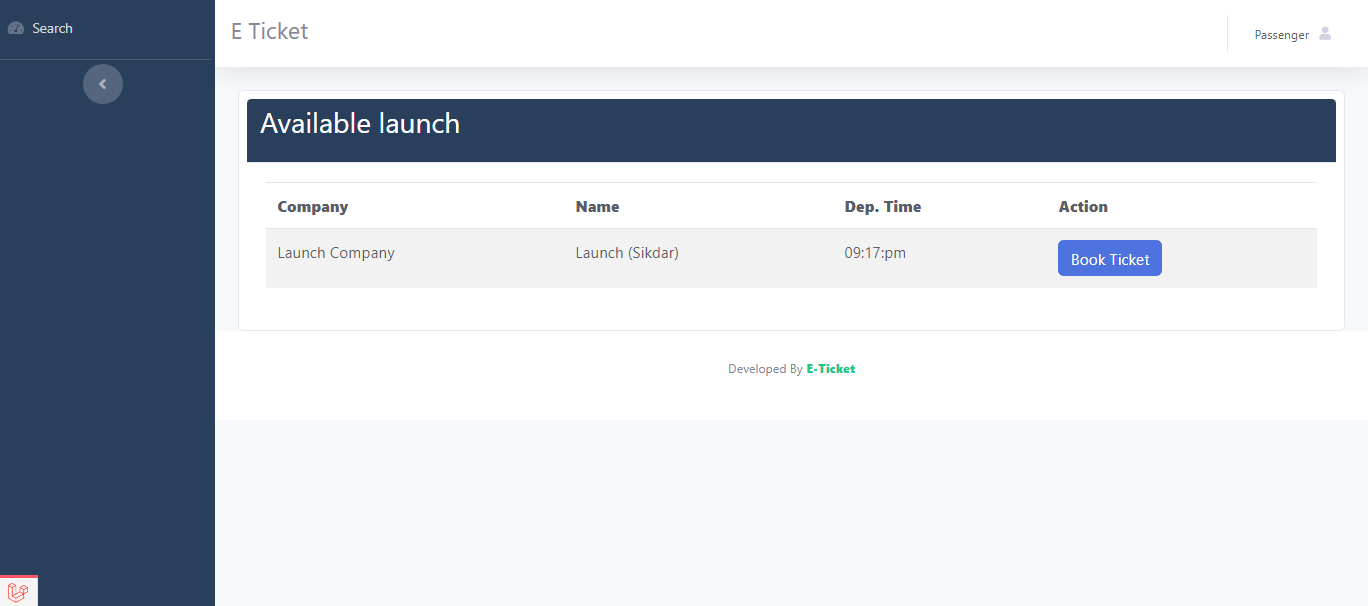 Search
E Ticket
Passenger
Available launch
Company Name Dep. Time Action
Launch Company Launch (Sikdar) 09:17:pm Book Ticket
Developed By E-Ticket